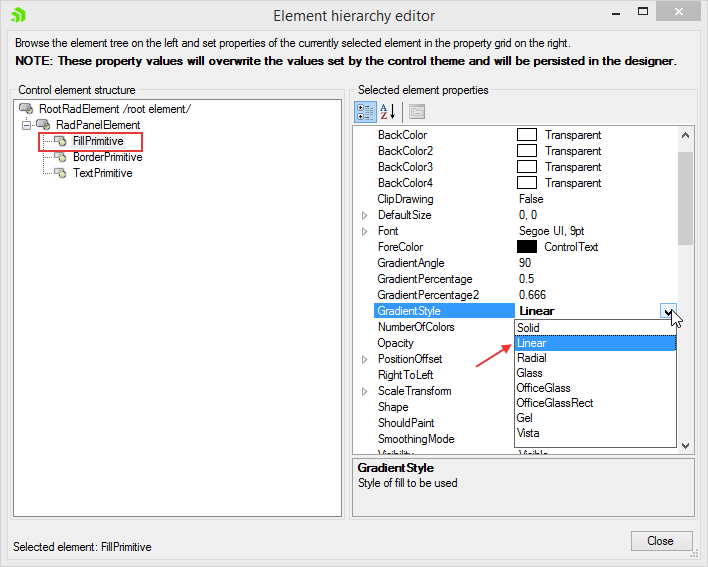 Element hierarchy editor
Browse the element tree on the left and set properties of the currently selected element in the property grid on the right.
NOTE: These property values will overwrite the values set by the control theme and will be persisted in the designer.
Control element structure
RootRadElement /root element/
RadPanelElement
FillPrimitive
BorderPrimitive
TextPrimitive
Selected element properties
BackColor Transparent
BackColor2 Transparent
BackColor3 Transparent
BackColor4 Transparent
ClipDrawing False
DefaultSize 0, 0
Font Segoe UI, 9pt
ForeColor ControlText
GradientAngle 90
GradientPercentage 0.5
GradientPercentage2 0.666
GradientStyle Linear
NumberOfColors
Opacity
PositionOffset
RightToLeft
ScaleTransform
Shape
ShouldPaint
SmoothingMode
Visibility Visible
Solid
Linear
Radial
Glass
OfficeGlass
OfficeGlassRect
Gel
Vista
GradientStyle
Style of fill to be used
Selected element: FillPrimitive
Close